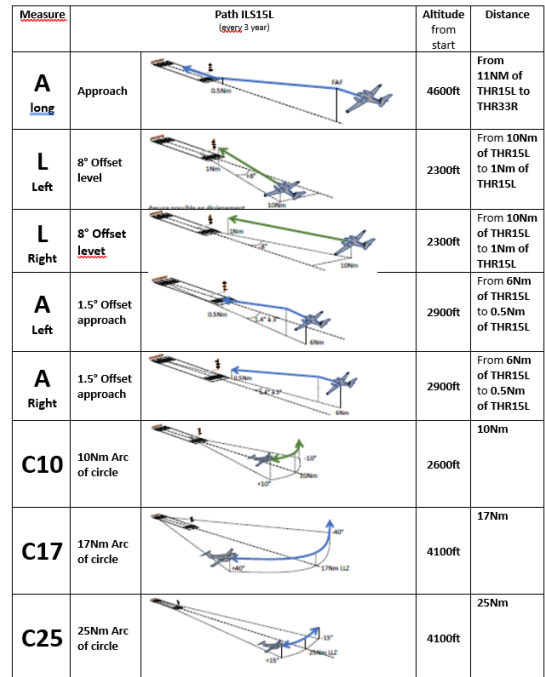 Measure
Path ILS15L
(every 3 year)
Altitude
from
start
Distance
A
long
Approach
0.5Nm
FAF
4600ft
From
11NM of
THR15L to
THR33R
L
Left
8° Offset
level
1Nm
+8°
10Nm
2300ft
From 10Nm
of THR15L
to 1Nm of
THR15L
L
Right
8° Offset
levet
1Nm
10Nm
2300ft
From 10Nm
of THR15L
to 1Nm of
THR15L
A
Left
1.5° Offset
approach
0.5Nm
6Nm
2900ft
From 6Nm
of THR15L
to 0.5Nm
of THR15L
A
Right
1.5° Offset
approach
0.5Nm
6Nm
2900ft
From 6Nm
of THR15L
to 0.5Nm
of THR15L
C10
10Nm Arc
of circle
-10°
+10°
10Nm
2600ft
10Nm
C17
17Nm Arc
of circle
-40°
+40°
17Nm LLZ
4100ft
17Nm
C25
25Nm Arc
of circle
-15°
+15°
25Nm LLZ
4100ft
25Nm